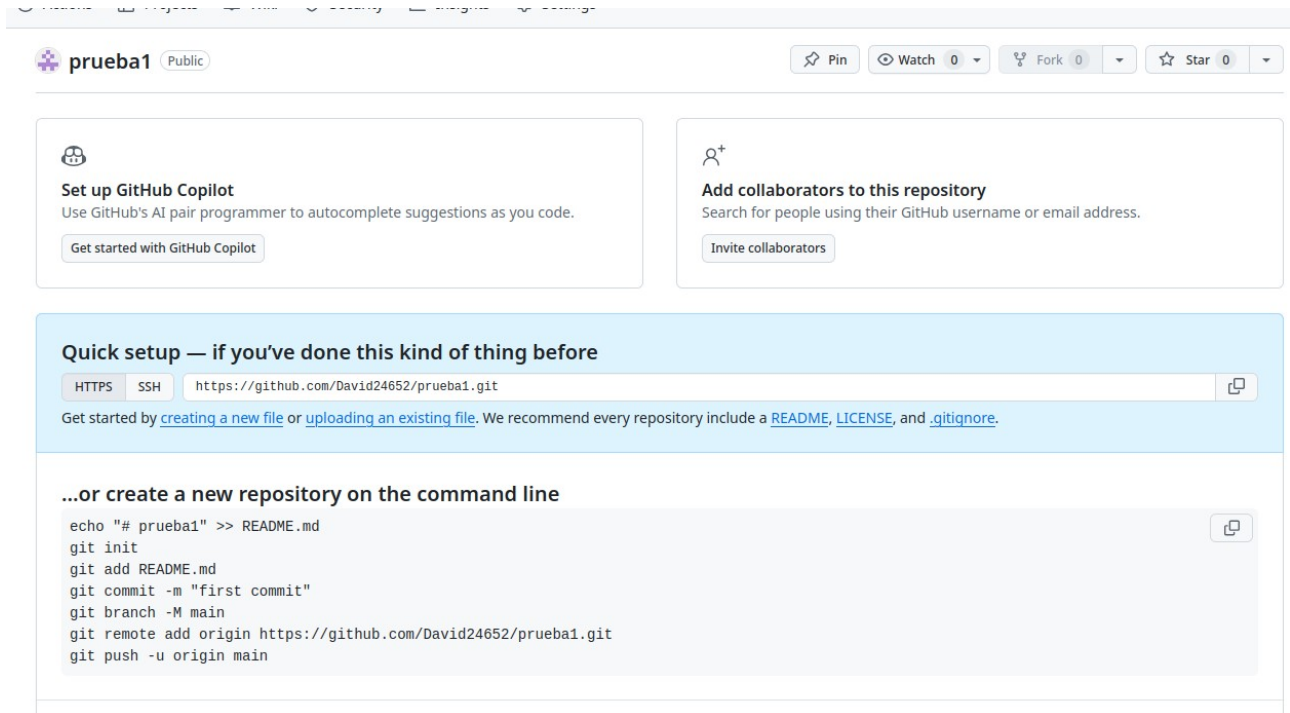 Actions Projects Wiki Security Insights Settings
prueba1 Public
Pin Watch 0 Fork 0 Star 0
Set up GitHub Copilot
Use GitHub's AI pair programmer to autocomplete suggestions as you code.
Get started with GitHub Copilot
Add collaborators to this repository
Search for people using their GitHub username or email address.
Invite collaborators
Quick setup — if you’ve done this kind of thing before
HTTPS SSH https://github.com/David24652/prueba1.git
Get started by creating a new file or uploading an existing file. We recommend every repository include a README, LICENSE, and .gitignore.
…or create a new repository on the command line
echo "# prueba1" >> README.md
git init
git add README.md
git commit -m "first commit"
git branch -M main
git remote add origin https://github.com/David24652/prueba1.git
git push -u origin main